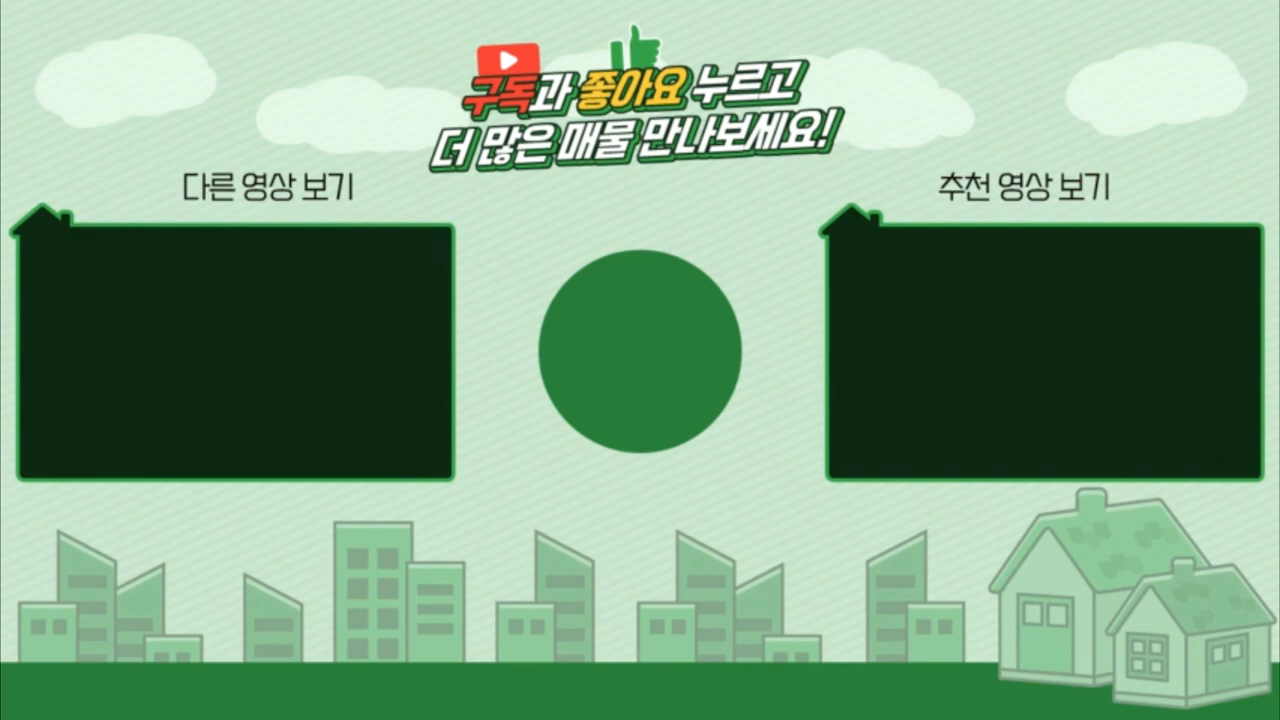 구독과 좋아요 누르고
더 많은 매물 만나보세요!
다른 영상 보기
추천 영상 보기